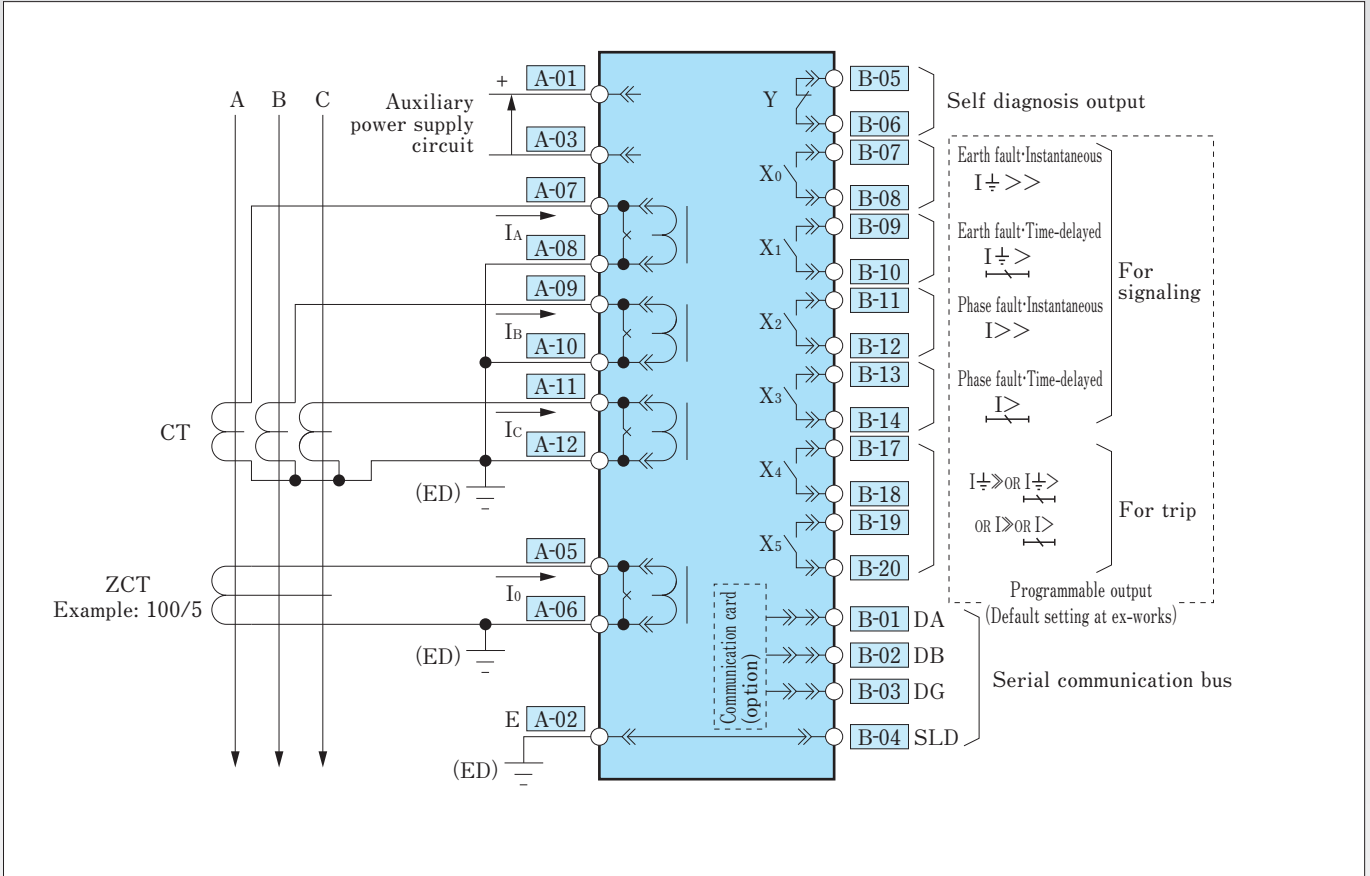 A B C
Auxiliary
power supply
circuit
+
A-01
A-03
A-07
IA
A-08
A-09
IB
A-10
A-11
IC
A-12
CT
(ED)
A-05
ZCT
Example: 100/5
I0
A-06
(ED)
E A-02
(ED)
Y
X0
X1
X2
X3
X4
X5
Communication card
(option)
B-05
B-06
B-07
B-08
B-09
B-10
B-11
B-12
B-13
B-14
B-17
B-18
B-19
B-20
B-01 DA
B-02 DB
B-03 DG
B-04 SLD
Self diagnosis output
Earth fault·Instantaneous
I⏚>>
Earth fault·Time-delayed
I⏚>
Phase fault·Instantaneous
I>>
Phase fault·Time-delayed
I>
For
signaling
I⏚≫OR I⏚>
OR I≫OR I>
For trip
Programmable output
(Default setting at ex-works)
Serial communication bus